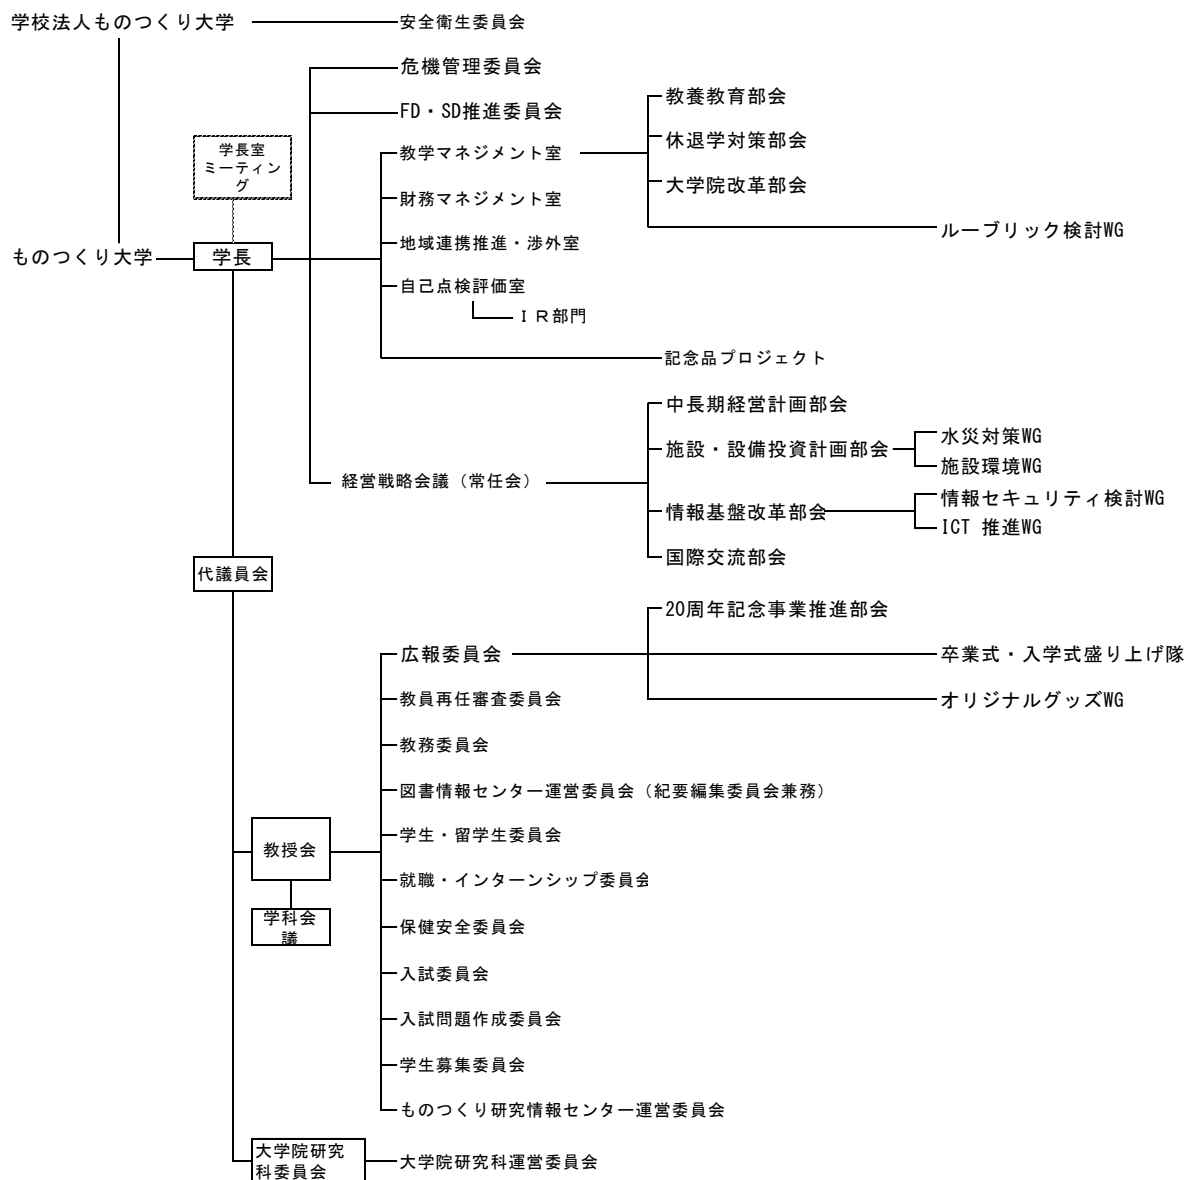 学校法人ものつくり大学
安全衛生委員会
危機管理委員会
FD・SD推進委員会
教養教育部会
休退学対策部会
大学院改革部会
学長室
ミーティン
グ
教学マネジメント室
財務マネジメント室
地域連携推進・渉外室
ルーブリック検討WG
ものつくり大学
学長
自己点検評価室
ＩＲ部門
記念品プロジェクト
中長期経営計画部会
施設・設備投資計画部会
水災対策WG
施設環境WG
経営戦略会議（常任会）
情報基盤改革部会
情報セキュリティ検討WG
ICT 推進WG
国際交流部会
代議員会
20周年記念事業推進部会
広報委員会
卒業式・入学式盛り上げ隊
教員再任審査委員会
オリジナルグッズWG
教務委員会
図書情報センター運営委員会（紀要編集委員会兼務）
学生・留学生委員会
教授会
就職・インターンシップ委員会
学科会
議
保健安全委員会
入試委員会
入試問題作成委員会
学生募集委員会
ものつくり研究情報センター運営委員会
大学院研究
科委員会
大学院研究科運営委員会